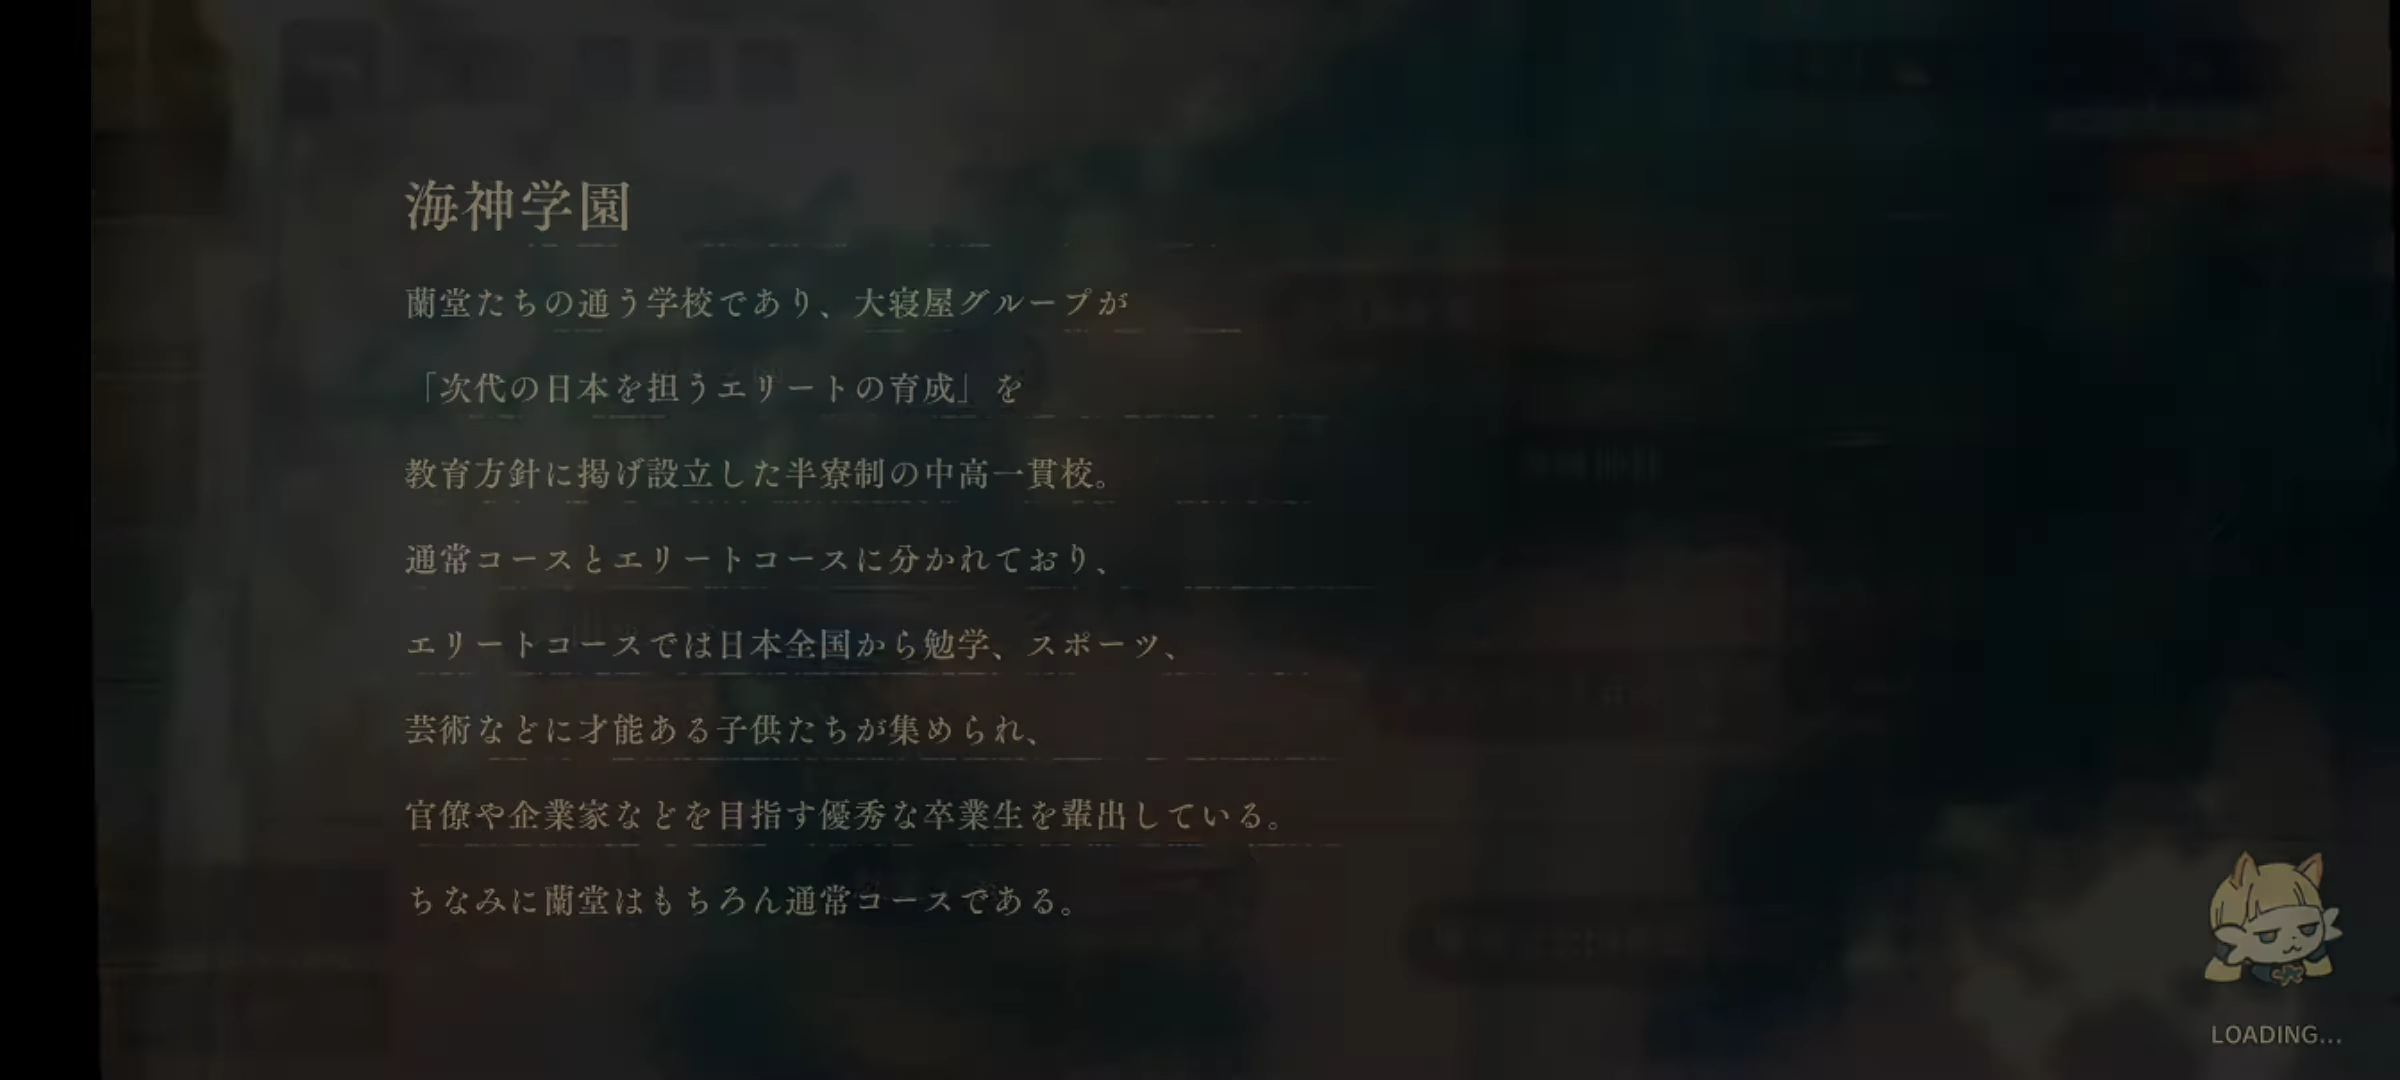 海神学園
蘭堂たちの通う学校であり、大寝屋グループが
「次代の日本を担うエリートの育成」を
教育方針に掲げ設立した半寮制の中高一貫校。
通常コースとエリートコースに分かれており、
エリートコースでは日本全国から勉学、スポーツ、
芸術などに才能ある子供たちが集められ、
官僚や企業家などを目指す優秀な卒業生を輩出している。
ちなみに蘭堂はもちろん通常コースである。
LOADING...